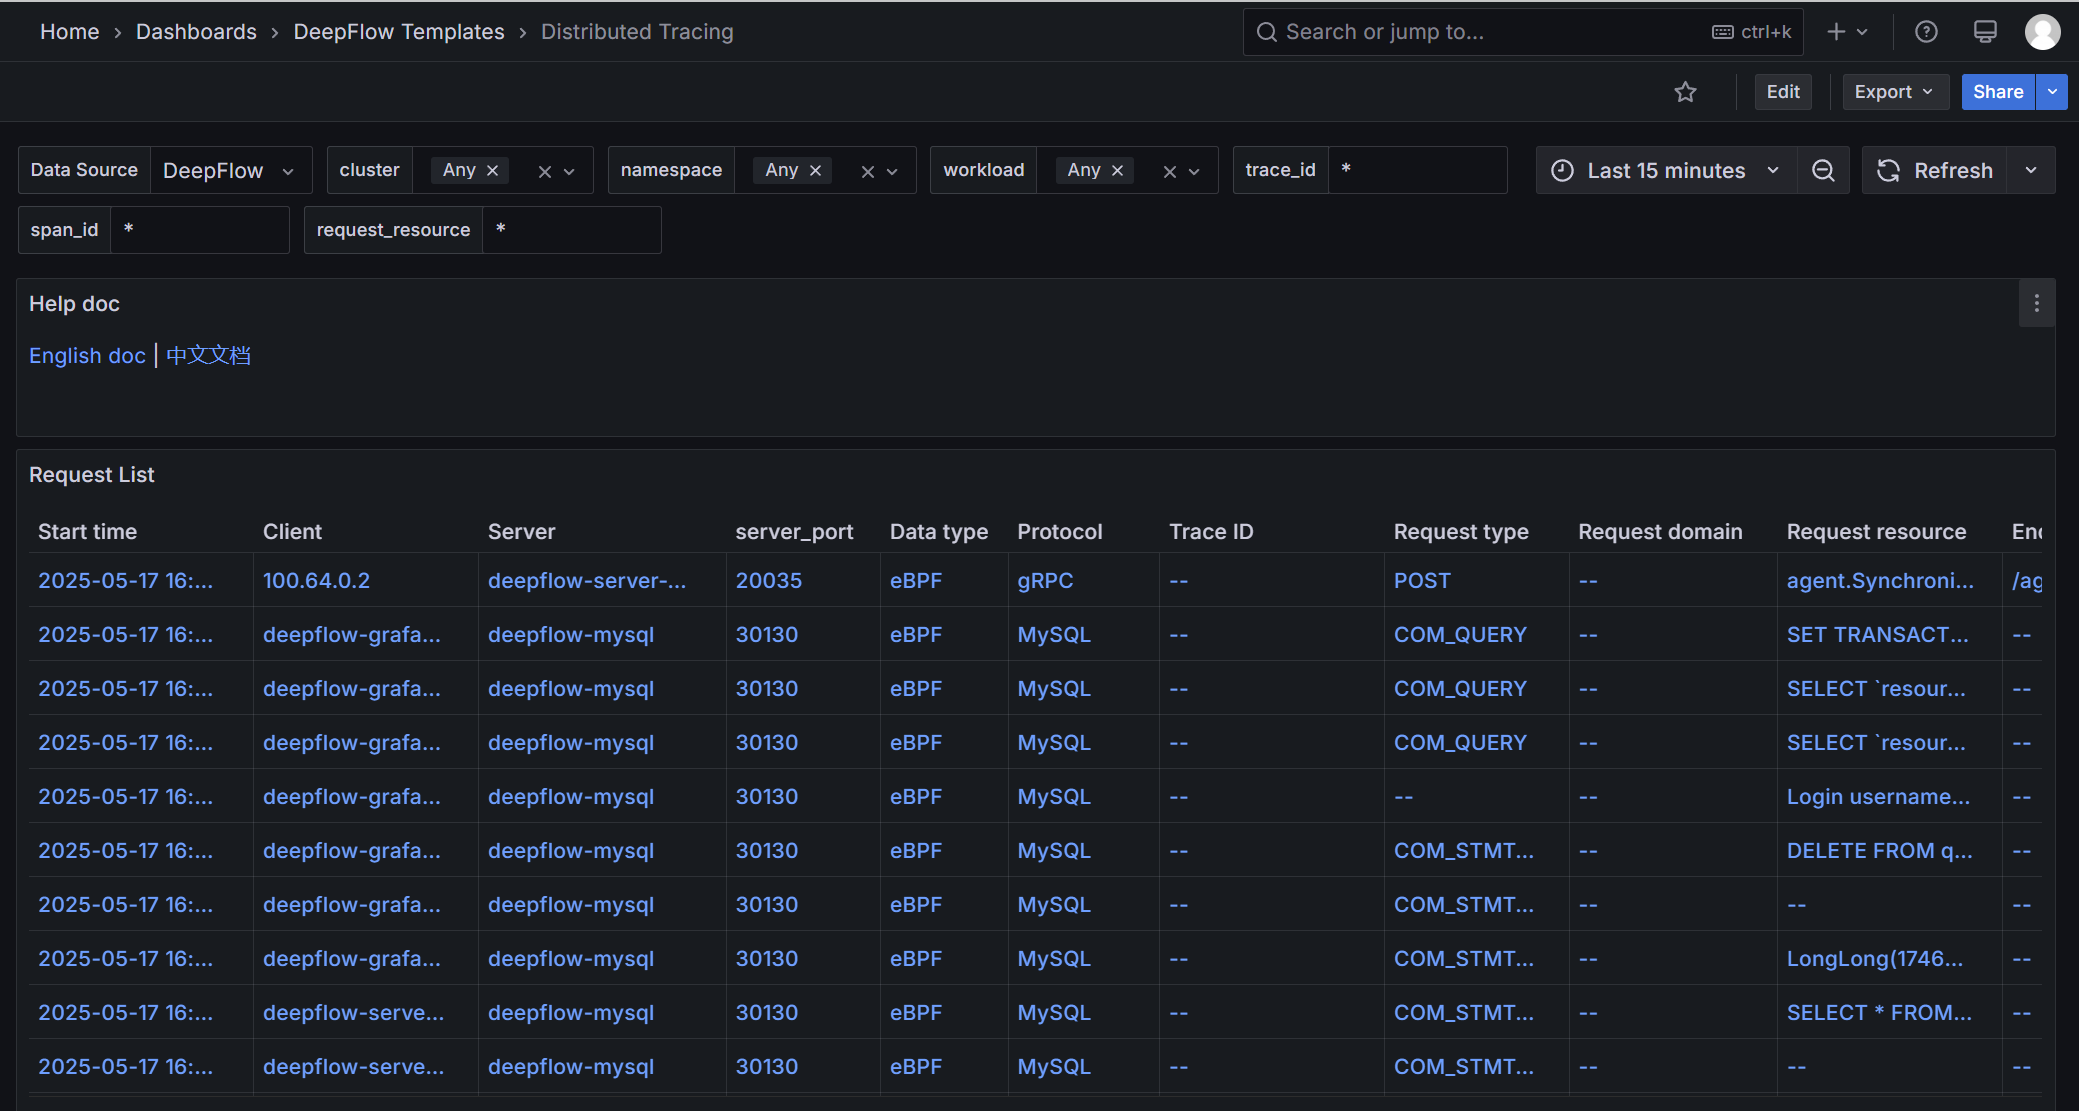 Home › Dashboards › DeepFlow Templates › Distributed Tracing
Search or jump to... ctrl+k
Edit Export Share
Data Source DeepFlow cluster Any namespace Any workload Any trace_id * Last 15 minutes Refresh
span_id * request_resource *
Help doc
English doc | 中文文档
Request List
Start time Client Server server_port Data type Protocol Trace ID Request type Request domain Request resource Enc
2025-05-17 16:... 100.64.0.2 deepflow-server-... 20035 eBPF gRPC -- POST -- agent.Synchroni... /ag
2025-05-17 16:... deepflow-grafa... deepflow-mysql 30130 eBPF MySQL -- COM_QUERY -- SET TRANSACT... --
2025-05-17 16:... deepflow-grafa... deepflow-mysql 30130 eBPF MySQL -- COM_QUERY -- SELECT `resour... --
2025-05-17 16:... deepflow-grafa... deepflow-mysql 30130 eBPF MySQL -- COM_QUERY -- SELECT `resour... --
2025-05-17 16:... deepflow-grafa... deepflow-mysql 30130 eBPF MySQL -- -- -- Login username... --
2025-05-17 16:... deepflow-grafa... deepflow-mysql 30130 eBPF MySQL -- COM_STMT... -- DELETE FROM q... --
2025-05-17 16:... deepflow-grafa... deepflow-mysql 30130 eBPF MySQL -- COM_STMT... -- -- --
2025-05-17 16:... deepflow-grafa... deepflow-mysql 30130 eBPF MySQL -- COM_STMT... -- LongLong(1746... --
2025-05-17 16:... deepflow-serve... deepflow-mysql 30130 eBPF MySQL -- COM_STMT... -- SELECT * FROM... --
2025-05-17 16:... deepflow-serve... deepflow-mysql 30130 eBPF MySQL -- COM_STMT... -- -- --